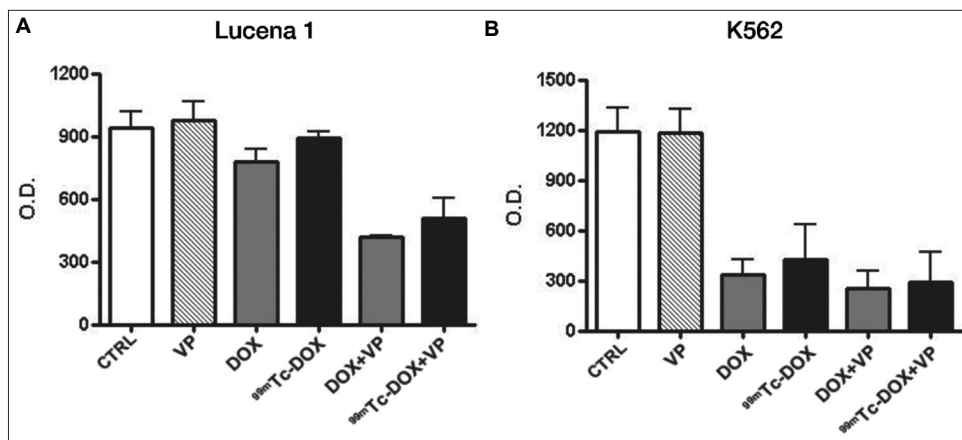 A
Lucena 1
1200
900
600
300
0
O.D.
CTRL
VP
DOX
⁹⁹ᵐTc-DOX
DOX+VP
⁹⁹ᵐTc-DOX+VP
B
K562
1500
1200
900
600
300
0
O.D.
CTRL
VP
DOX
⁹⁹ᵐTc-DOX
DOX+VP
⁹⁹ᵐTc-DOX+VP